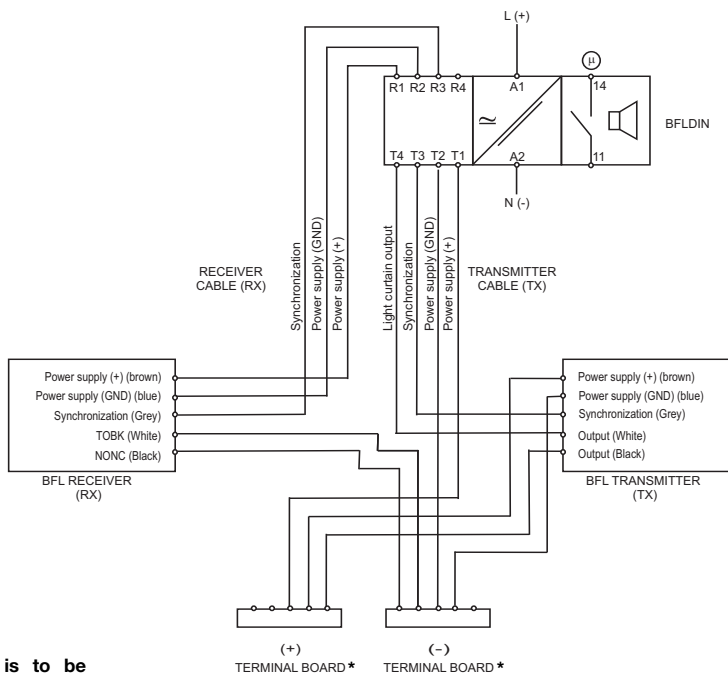 L (+)
µ
R1 R2 R3 R4
A1
14
BFLDIN
≃
T4 T3 T2 T1
A2
11
N (-)
RECEIVER
CABLE (RX)
Synchronization
Power supply (GND)
Power supply (+)
Light curtain output
Synchronization
Power supply (GND)
Power supply (+)
TRANSMITTER
CABLE (TX)
Power supply (+) (brown)
Power supply (GND) (blue)
Synchronization (Grey)
TOBK (White)
NONC (Black)
BFL RECEIVER
(RX)
Power supply (+) (brown)
Power supply (GND) (blue)
Synchronization (Grey)
Output (White)
Output (Black)
BFL TRANSMITTER
(TX)
(+)
TERMINAL BOARD *
(-)
TERMINAL BOARD *
is to be